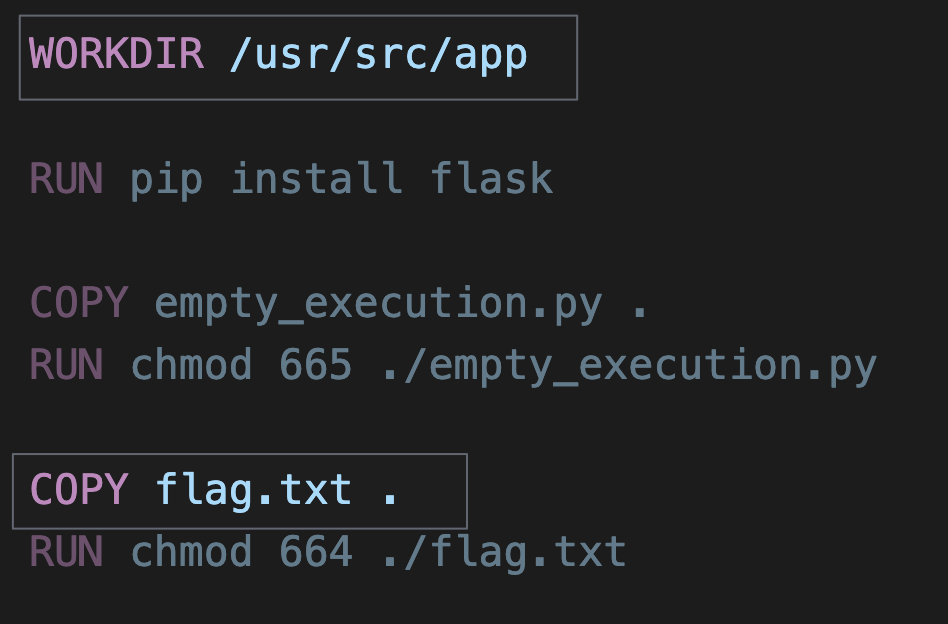 WORKDIR /usr/src/app
RUN pip install flask
COPY empty_execution.py .
RUN chmod 665 ./empty_execution.py
COPY flag.txt .
RUN chmod 664 ./flag.txt